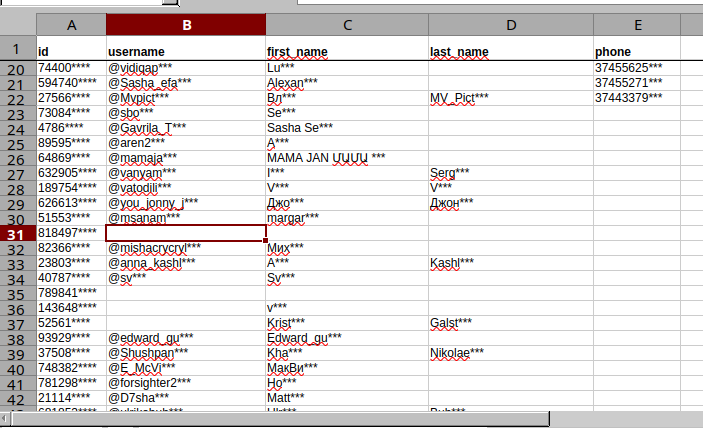 A B C D E
1 id username first_name last_name phone
20 74400**** @vidigap*** Lu*** 37455625***
21 594740**** @Sasha_efa*** Alexan*** 37455271***
22 27566**** @Mvpict*** Вл*** MV_Pict*** 37443379***
23 73084**** @sbo*** Se***
24 4786**** @Gavrila_T*** Sasha Se***
25 89595**** @aren2*** A***
26 64869**** @mamaja*** MAMA JAN ՄԱՄԱ ***
27 632905**** @vanyam*** I*** Serg***
28 189754**** @vatodili*** V*** V***
29 626613**** @you_jonny_j*** Джо*** Джон***
30 51553**** @msanam*** margar***
31 818497****
32 82366**** @mishacrycryl*** Мих***
33 23803**** @anna_kashl*** A*** Kashl***
34 40787**** @sv*** Sv***
35 789841****
36 143648**** v***
37 52561**** Krist*** Galst***
38 93929**** @edward_gu*** Edward_gu***
39 37508**** @Shushpan*** Kha*** Nikolae***
40 748382**** @E_McVi*** МакВи***
41 781298**** @forsighter2*** Но***
42 21114**** @D7sha*** Matt***